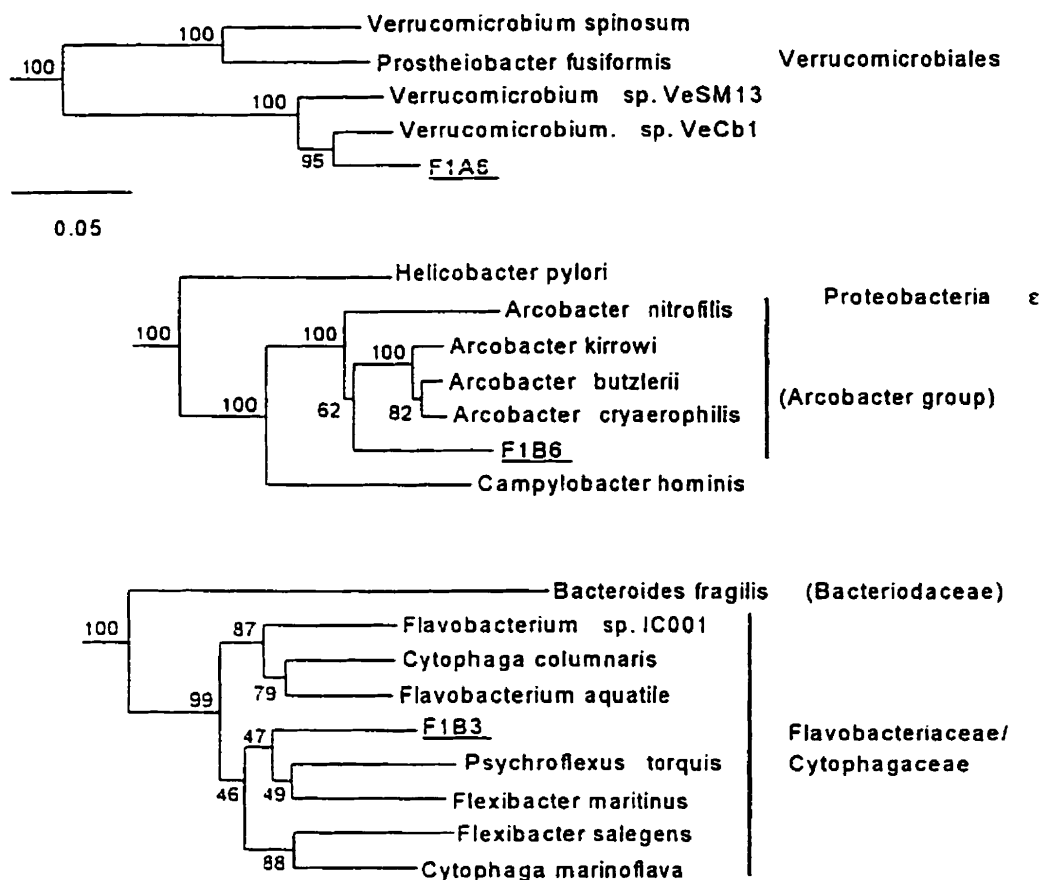 Verrucomicrobium spinosum
100
Prostheiobacter fusiformis
Verrucomicrobiales
100
Verrucomicrobium sp. VeSM13
100
Verrucomicrobium. sp. VeCb1
95
F1A6
0.05
Helicobacter pylori
Proteobacteria ε
Arcobacter nitrofilis
100
100
Arcobacter kirrowi
100
Arcobacter butzlerii
(Arcobacter group)
100
62
82
Arcobacter cryaerophilis
F1B6
Campylobacter hominis
Bacteroides fragilis (Bacteriodaceae)
100
87
Flavobacterium sp. IC001
Cytophaga columnaris
79
Flavobacterium aquatile
99
47
F1B3
Flavobacteriaceae/
Cytophagaceae
Psychroflexus torquis
46
49
Flexibacter maritinus
Flexibacter salegens
88
Cytophaga marinoflava